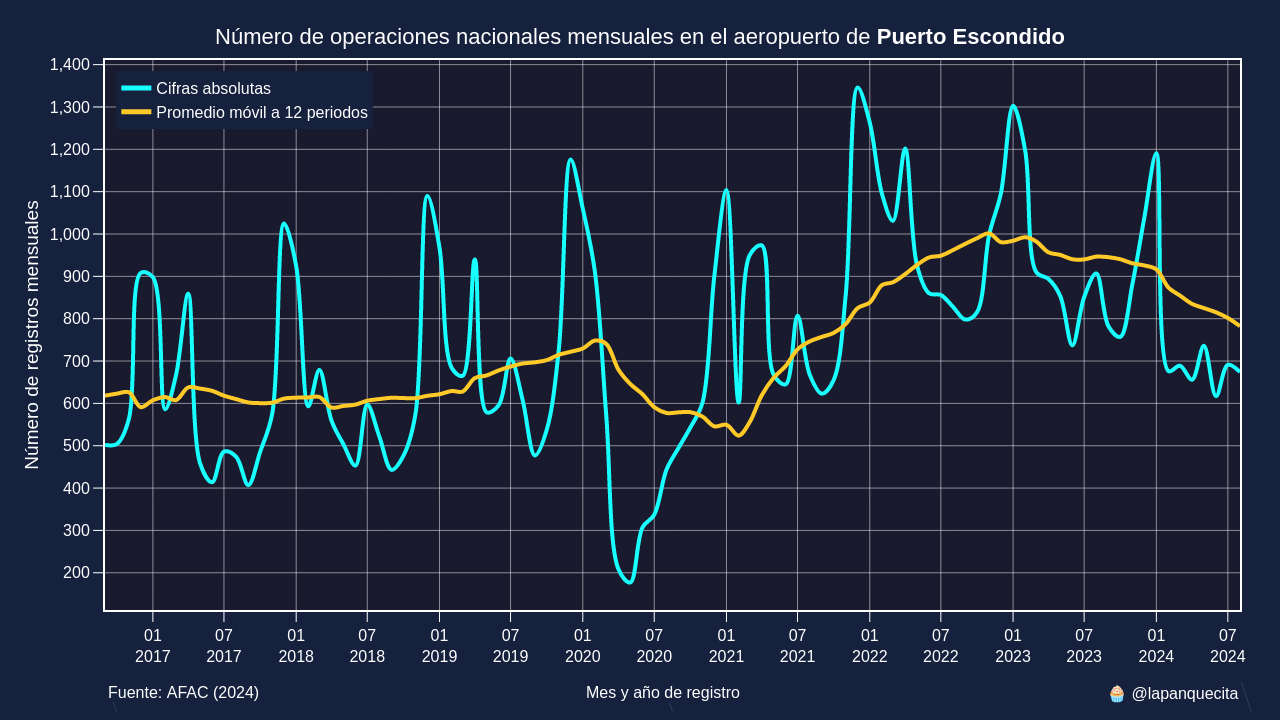 Número de operaciones nacionales mensuales en el aeropuerto de Puerto Escondido
Cifras absolutas
Promedio móvil a 12 periodos
Número de registros mensuales
1,400
1,300
1,200
1,100
1,000
900
800
700
600
500
400
300
200
01 07 01 07 01 07 01 07 01 07 01 07 01 07 01 07
2017 2017 2018 2018 2019 2019 2020 2020 2021 2021 2022 2022 2023 2023 2024 2024
Fuente: AFAC (2024)
Mes y año de registro
🧁 @lapanquecita